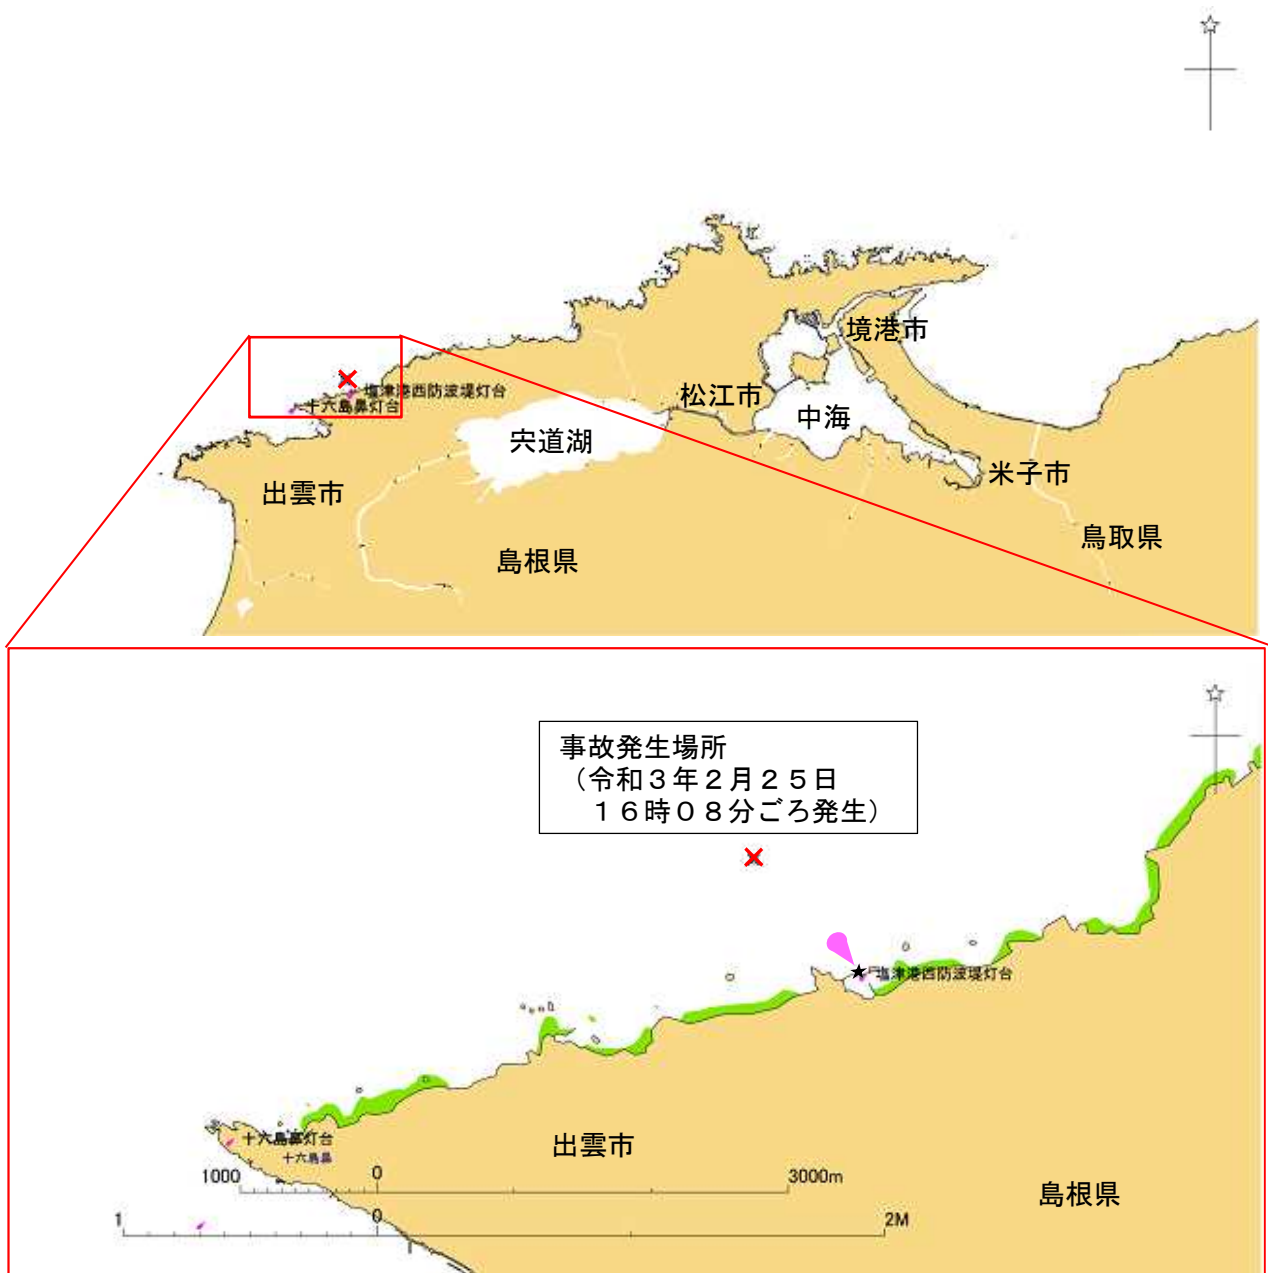 境港市
塩津港西防波堤灯台
松江市
十六島鼻灯台
中海
宍道湖
米子市
出雲市
鳥取県
島根県
事故発生場所
（令和３年２月２５日
１６時０８分ごろ発生）
塩津港西防波堤灯台
十六島鼻灯台
出雲市
十六島鼻
1000 0 3000m
島根県
1 0 2M